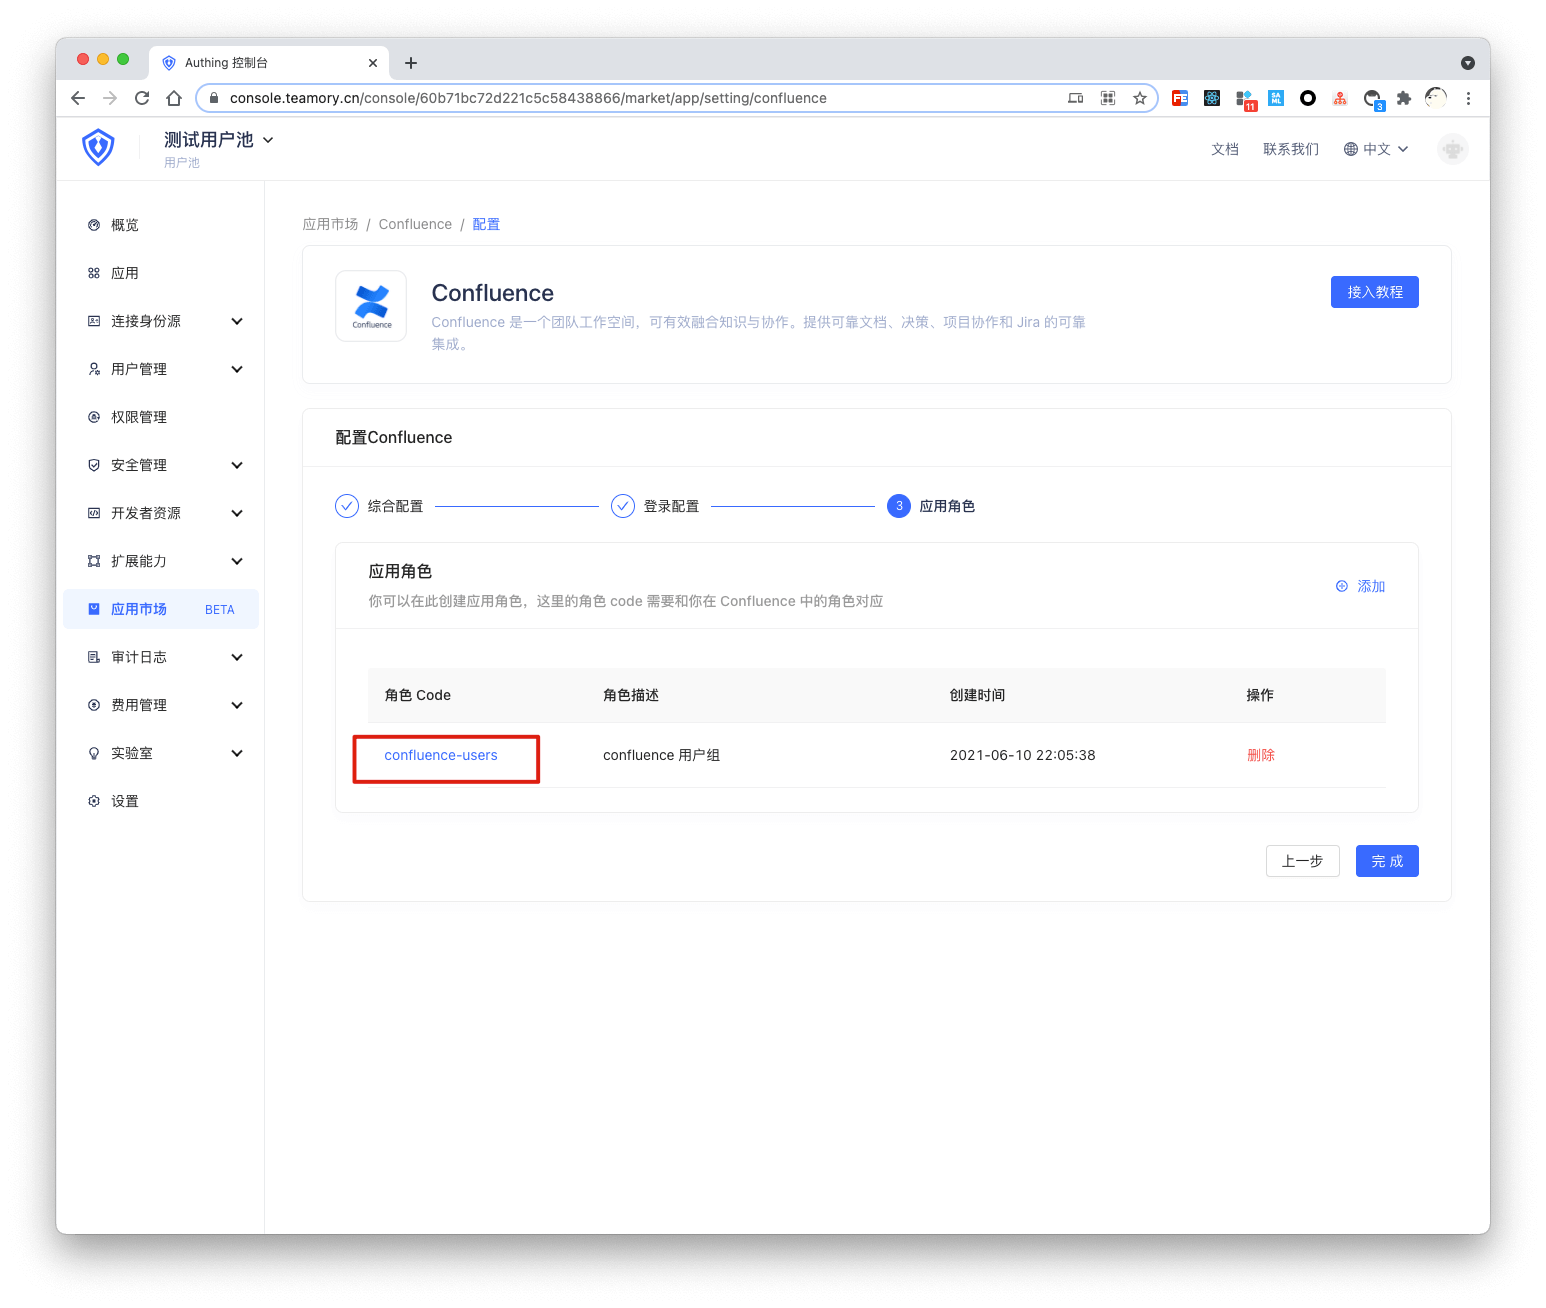 Authing 控制台
console.teamory.cn/console/60b71bc72d221c5c58438866/market/app/setting/confluence
FE
11
SA
ML
3
测试用户池
用户池
文档
联系我们
中文
概览
应用
连接身份源
用户管理
权限管理
安全管理
开发者资源
扩展能力
应用市场 BETA
审计日志
费用管理
实验室
设置
应用市场 / Confluence / 配置
Confluence
Confluence
Confluence 是一个团队工作空间，可有效融合知识与协作。提供可靠文档、决策、项目协作和 Jira 的可靠
集成。
接入教程
配置Confluence
综合配置
登录配置
3 应用角色
应用角色
你可以在此创建应用角色，这里的角色 code 需要和你在 Confluence 中的角色对应
添加
角色 Code 角色描述 创建时间 操作
confluence-users confluence 用户组 2021-06-10 22:05:38 删除
上一步
完 成